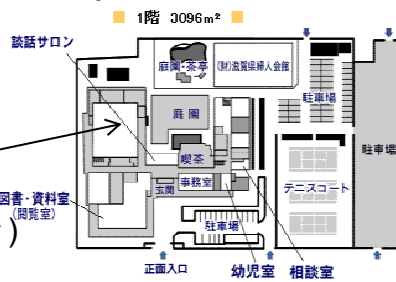 ■ 1階 3096m² ■
談話サロン
庭園・茶亭
(財)滋賀県婦人会館
駐車場
庭園
駐車場
喫茶
事務室
玄関
テニスコート
図書・資料室
(閲覧室)
)
駐車場
正面入口
幼児室
相談室